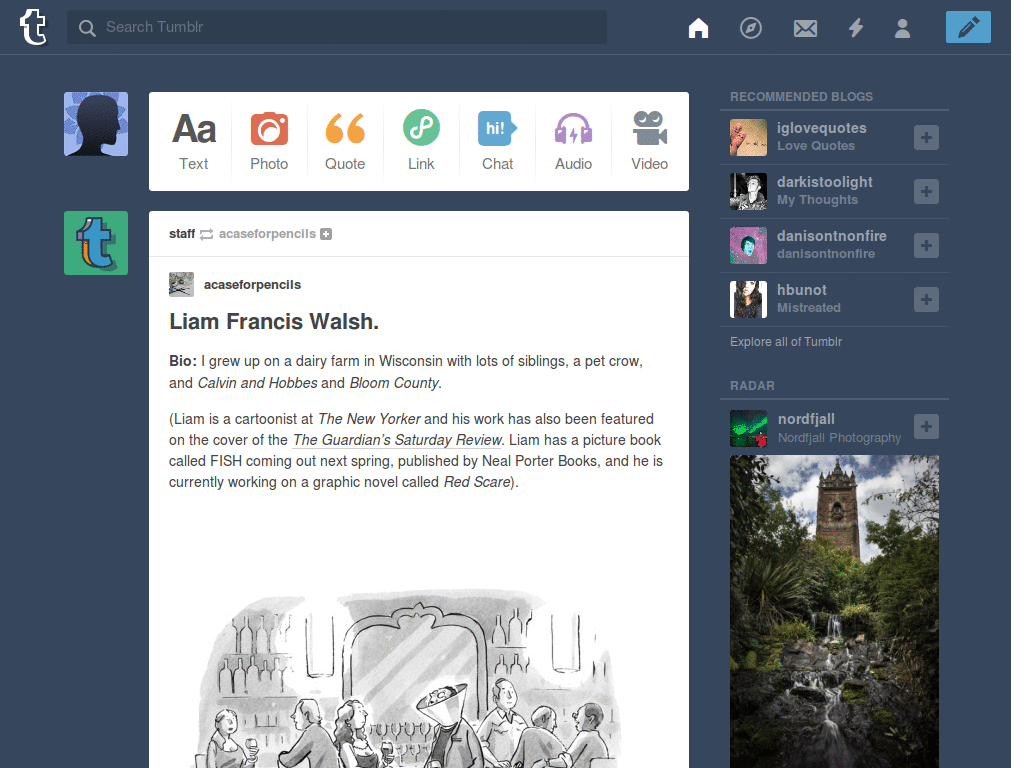 t Search Tumblr
Aa hi!
Text Photo Quote Link Chat Audio Video
staff acaseforpencils
acaseforpencils
Liam Francis Walsh.
Bio: I grew up on a dairy farm in Wisconsin with lots of siblings, a pet crow,
and Calvin and Hobbes and Bloom County.
(Liam is a cartoonist at The New Yorker and his work has also been featured
on the cover of the The Guardian’s Saturday Review. Liam has a picture book
called FISH coming out next spring, published by Neal Porter Books, and he is
currently working on a graphic novel called Red Scare).
RECOMMENDED BLOGS
iglovequotes
Love Quotes
darkistoolight
My Thoughts
danisontnonfire
danisontnonfire
hbunot
Mistreated
Explore all of Tumblr
RADAR
nordfjall
Nordfjall Photography